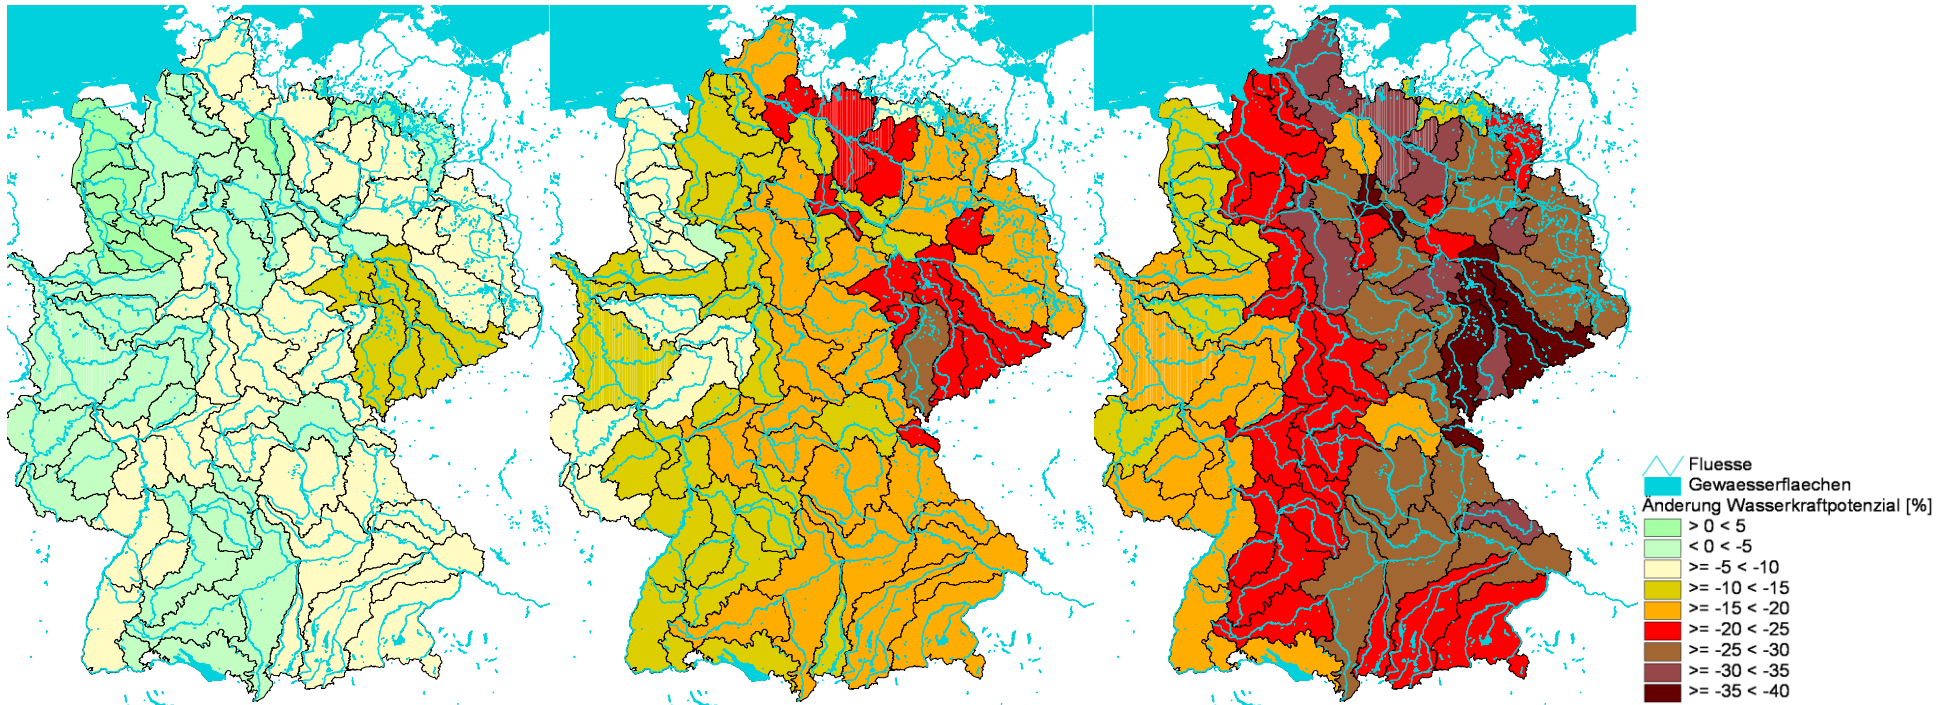 Fluesse
Gewaesserflaechen
Änderung Wasserkraftpotenzial [%]
> 0 < 5
< 0 < -5
>= -5 < -10
>= -10 < -15
>= -15 < -20
>= -20 < -25
>= -25 < -30
>= -30 < -35
>= -35 < -40